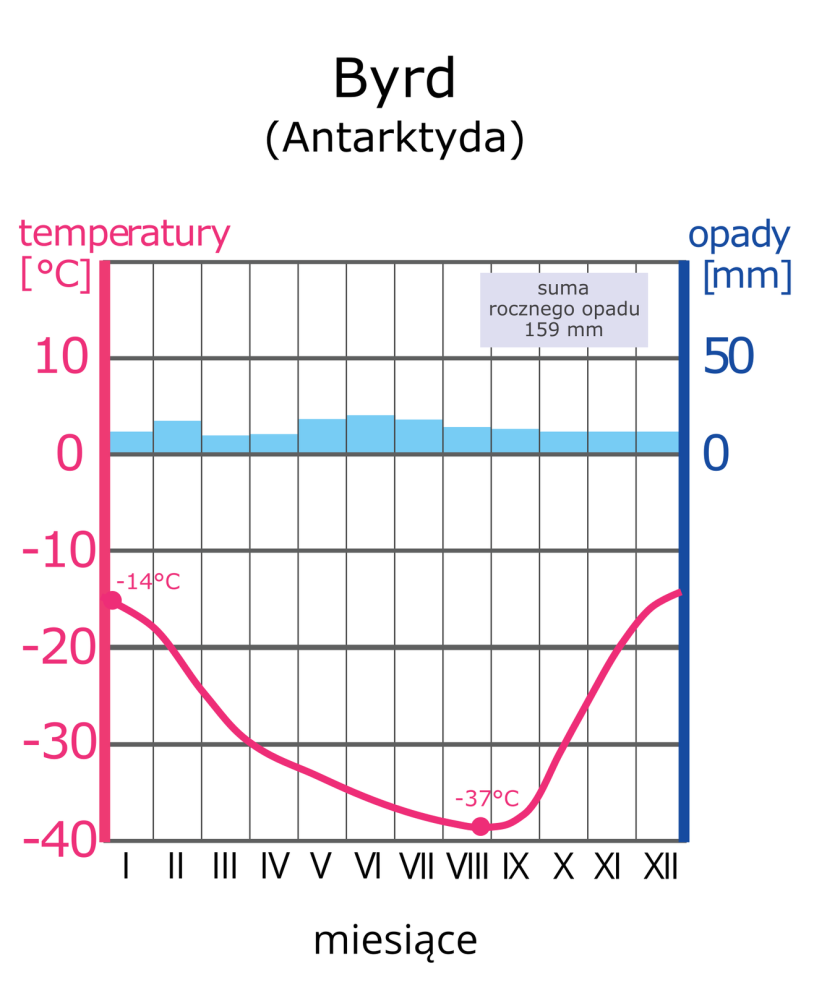 Byrd
(Antarktyda)
temperatury
[°C]
opady
[mm]
suma
rocznego opadu
159 mm
10
50
0
0
-10
-14°C
-20
-30
-37°C
-40
I II III IV V VI VII VIII IX X XI XII
miesiące